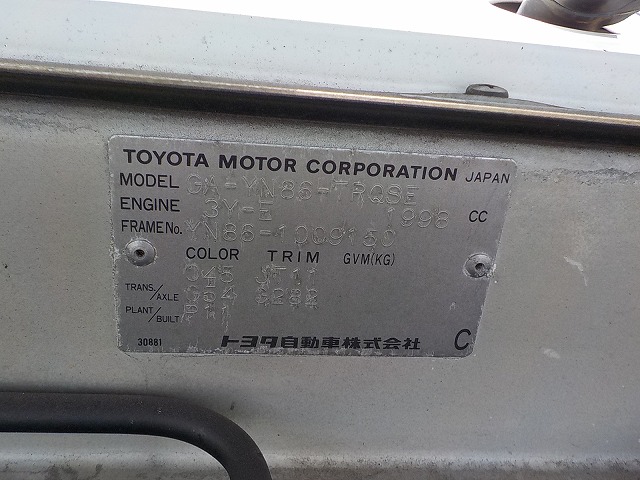 TOYOTA MOTOR CORPORATION JAPAN
MODEL GA-YN86-TRQSE
ENGINE 3Y-E 1998 CC
FRAME No. YN86-1009150
COLOR TRIM GVM(KG)
045 FT11
TRANS./AXLE G54
PLANT/BUILT
30881 トヨタ自動車株式会社 C